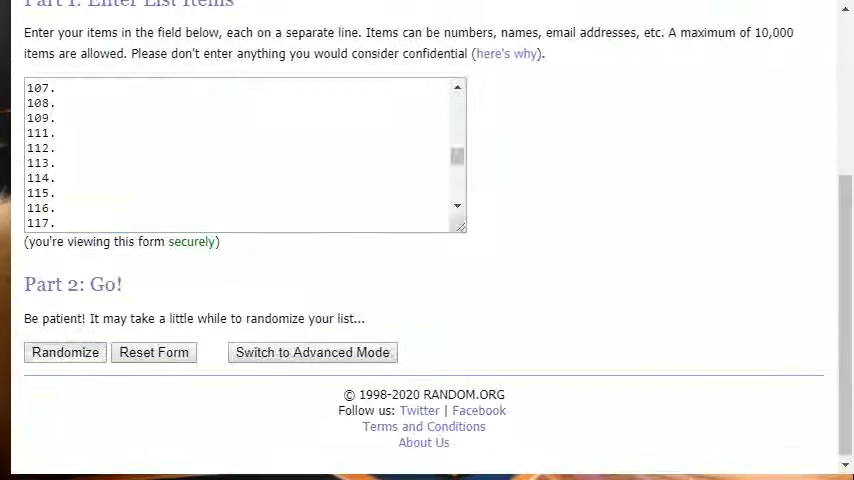 Part 1: Enter List Items
Enter your items in the field below, each on a separate line. Items can be numbers, names, email addresses, etc. A maximum of 10,000
items are allowed. Please don't enter anything you would consider confidential (here's why).
107.
108.
109.
111.
112.
113.
114.
115.
116.
117.
(you're viewing this form securely)
Part 2: Go!
Be patient! It may take a little while to randomize your list...
Randomize Reset Form Switch to Advanced Mode
© 1998-2020 RANDOM.ORG
Follow us: Twitter | Facebook
Terms and Conditions
About Us